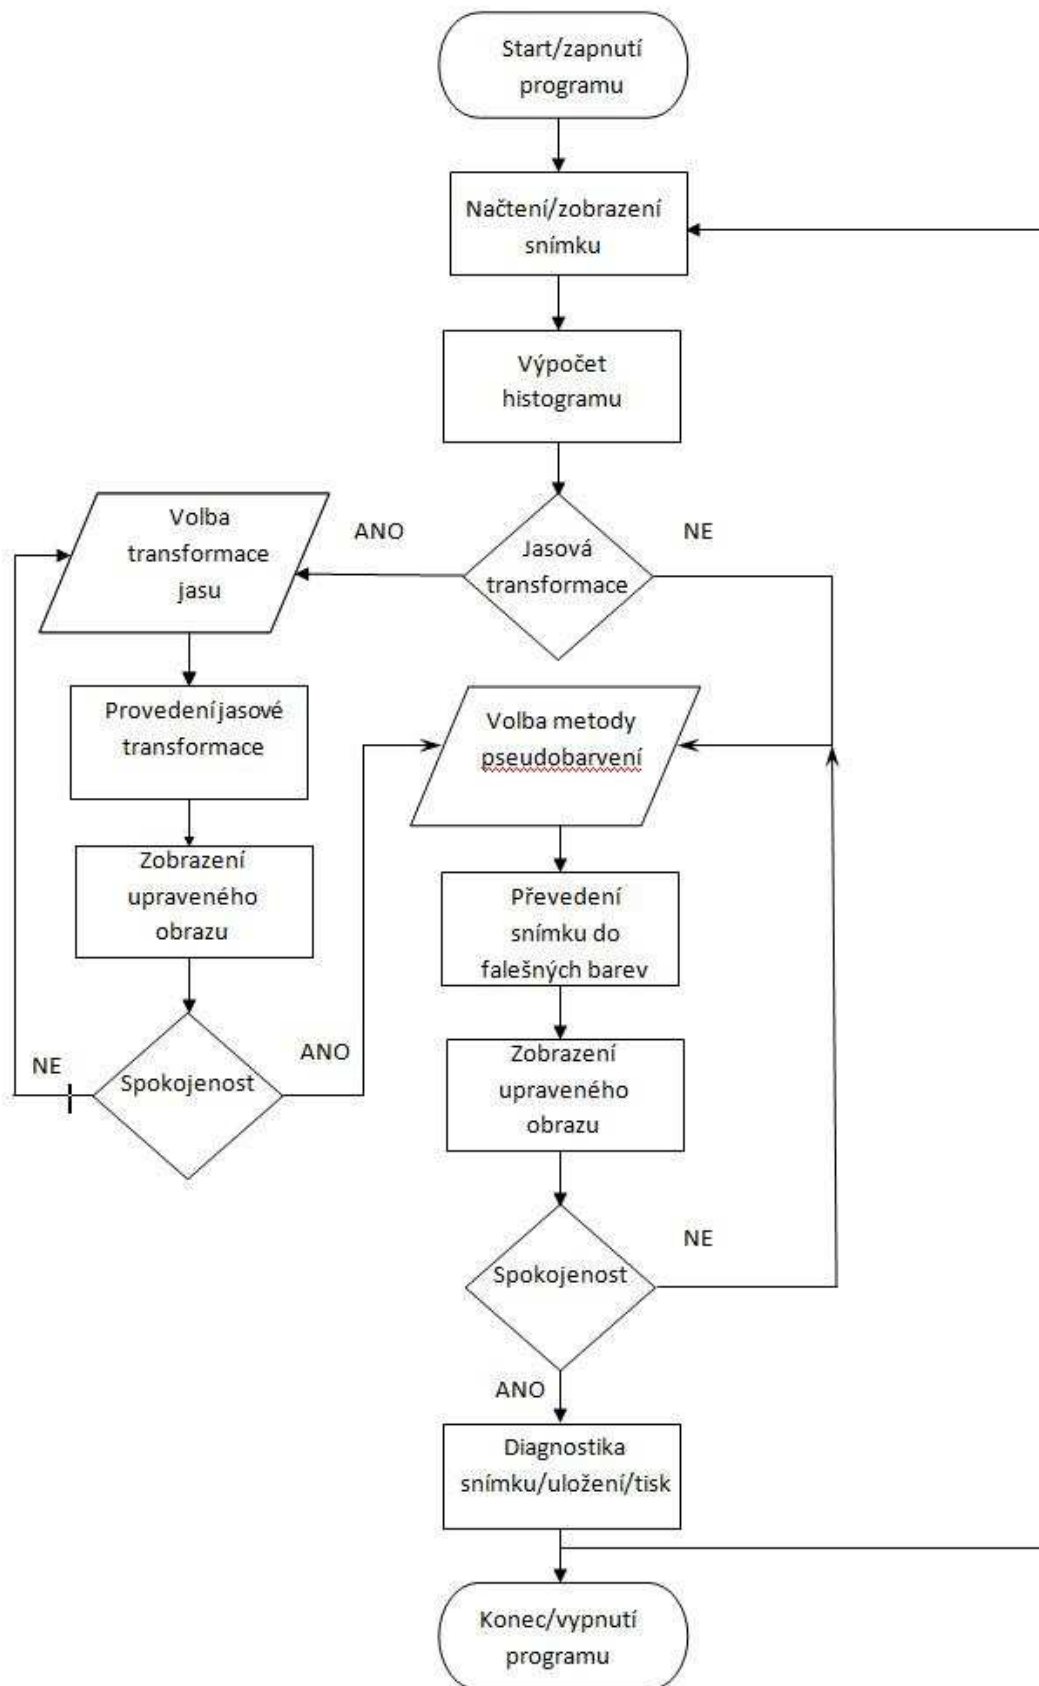 Start/zapnutí
programu
Načtení/zobrazení
snímku
Výpočet
histogramu
Jasová
transformace
ANO
NE
Volba
transformace
jasu
Provedení jasové
transformace
Zobrazení
upraveného
obrazu
Spokojenost
NE
ANO
Volba metody
pseudobarvení
Převedení
snímku do
falešných barev
Zobrazení
upraveného
obrazu
Spokojenost
NE
ANO
Diagnostika
snímku/uložení/tisk
Konec/vypnutí
programu